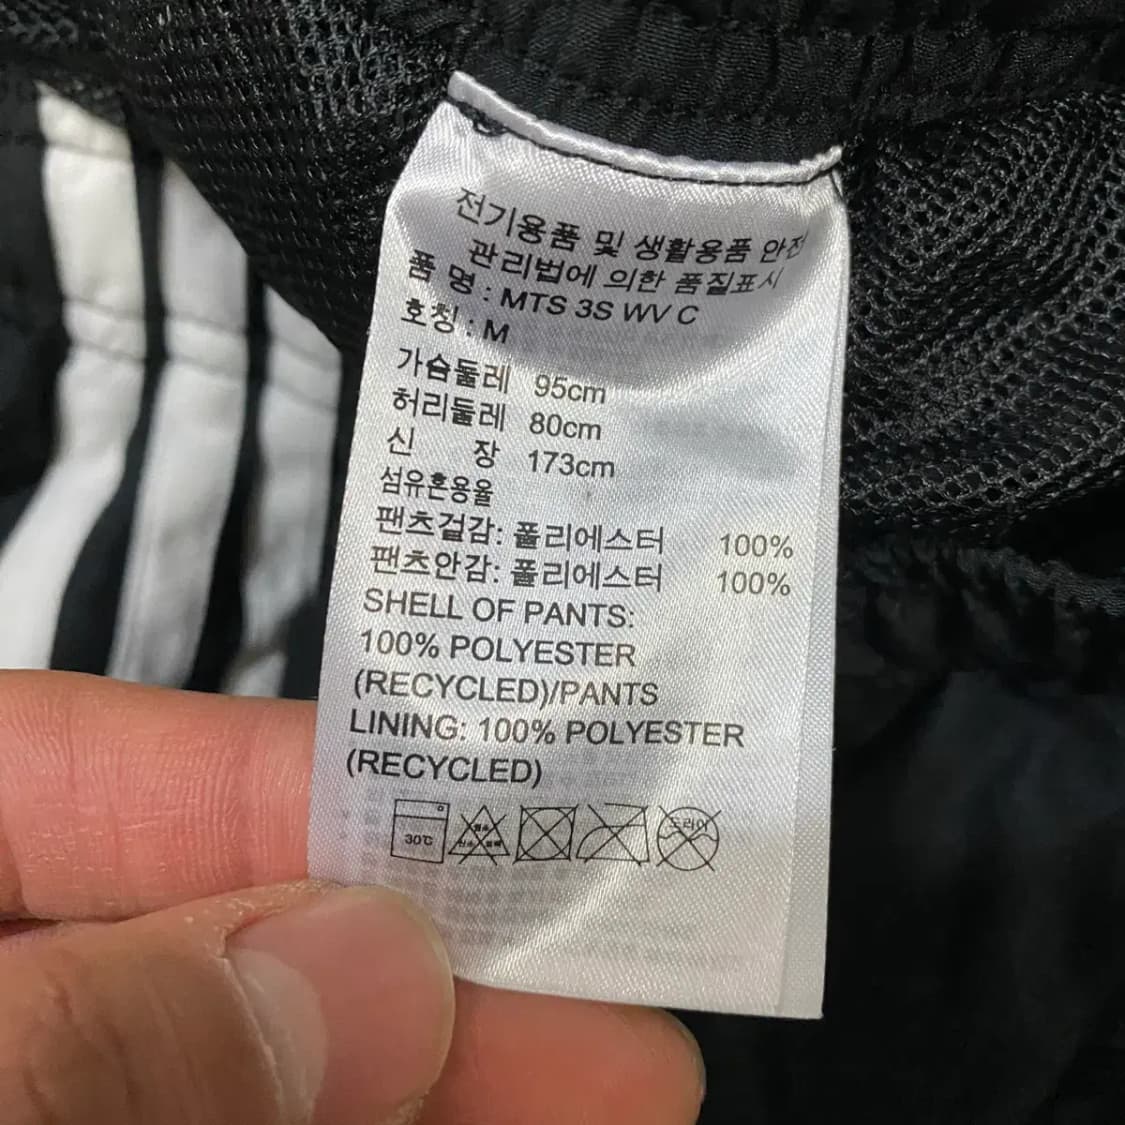 전기용품 및 생활용품 안전
관리법에 의한 품질표시
품 명 : MTS 3S WV C
호칭 : M
가슴둘레 95cm
허리둘레 80cm
신 장 173cm
섬유혼용율
팬츠겉감: 폴리에스터 100%
팬츠안감: 폴리에스터 100%
SHELL OF PANTS:
100% POLYESTER
(RECYCLED)/PANTS
LINING: 100% POLYESTER
(RECYCLED)
30℃ 드라이